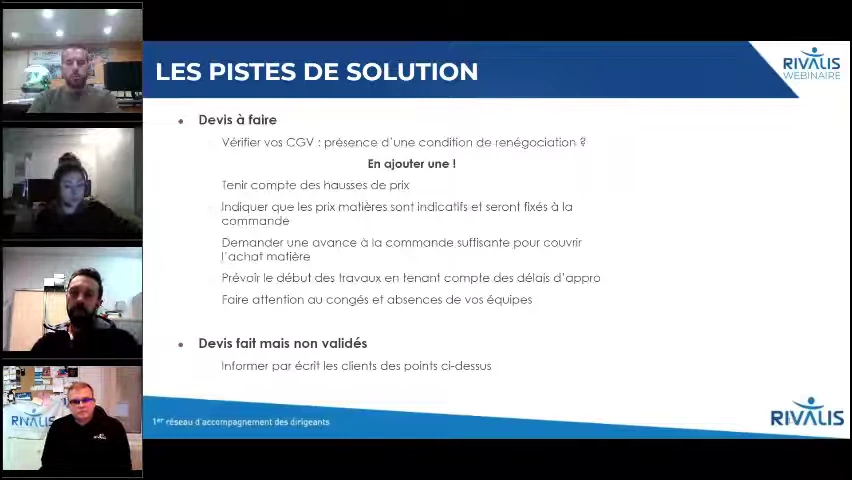 LES PISTES DE SOLUTION
RIVALIS
WEBINAIRE
Devis à faire
Vérifier vos CGV : présence d'une condition de renégociation ?
En ajouter une !
Tenir compte des hausses de prix
Indiquer que les prix matières sont indicatifs et seront fixés à la
commande
Demander une avance à la commande suffisante pour couvrir
l'achat matière
Prévoir le début des travaux en tenant compte des délais d'appro
Faire attention au congés et absences de vos équipes
Devis fait mais non validés
Informer par écrit les clients des points ci-dessus
1er réseau d'accompagnement des dirigeants
RIVALIS
RIVALIS